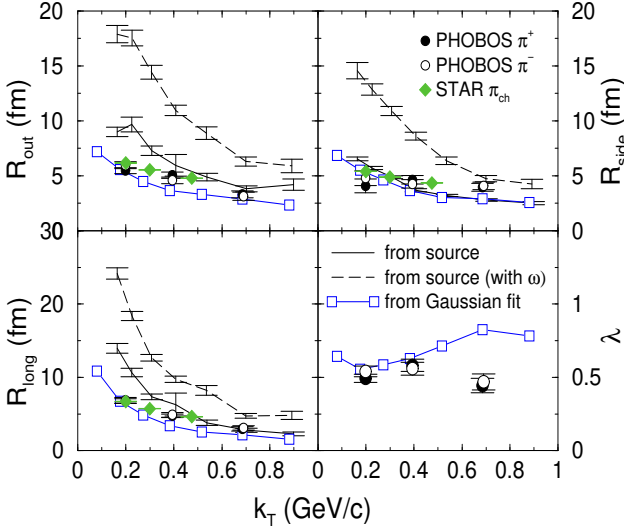 20
15
10
5
0
R_out (fm)
20
15
10
5
0
R_side (fm)
PHOBOS π⁺
PHOBOS π⁻
STAR π_ch
30
20
10
0
R_long (fm)
1
0.5
0
λ
from source
from source (with ω)
from Gaussian fit
0 0.2 0.4 0.6 0.8
0 0.2 0.4 0.6 0.8 1
k_T (GeV/c)